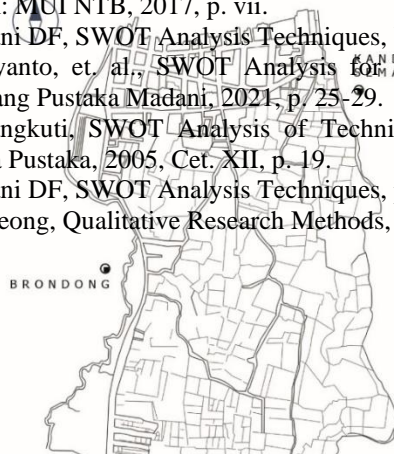 : MUI NTB, 2017, p. vii.
ni DF, SWOT Analysis Techniques,
yanto, et. al., SWOT Analysis for
ang Pustaka Madani, 2021, p. 25-29.
ngkuti, SWOT Analysis of Techni
a Pustaka, 2005, Cet. XII, p. 19.
ni DF, SWOT Analysis Techniques,
eong, Qualitative Research Methods,
BRONDONG